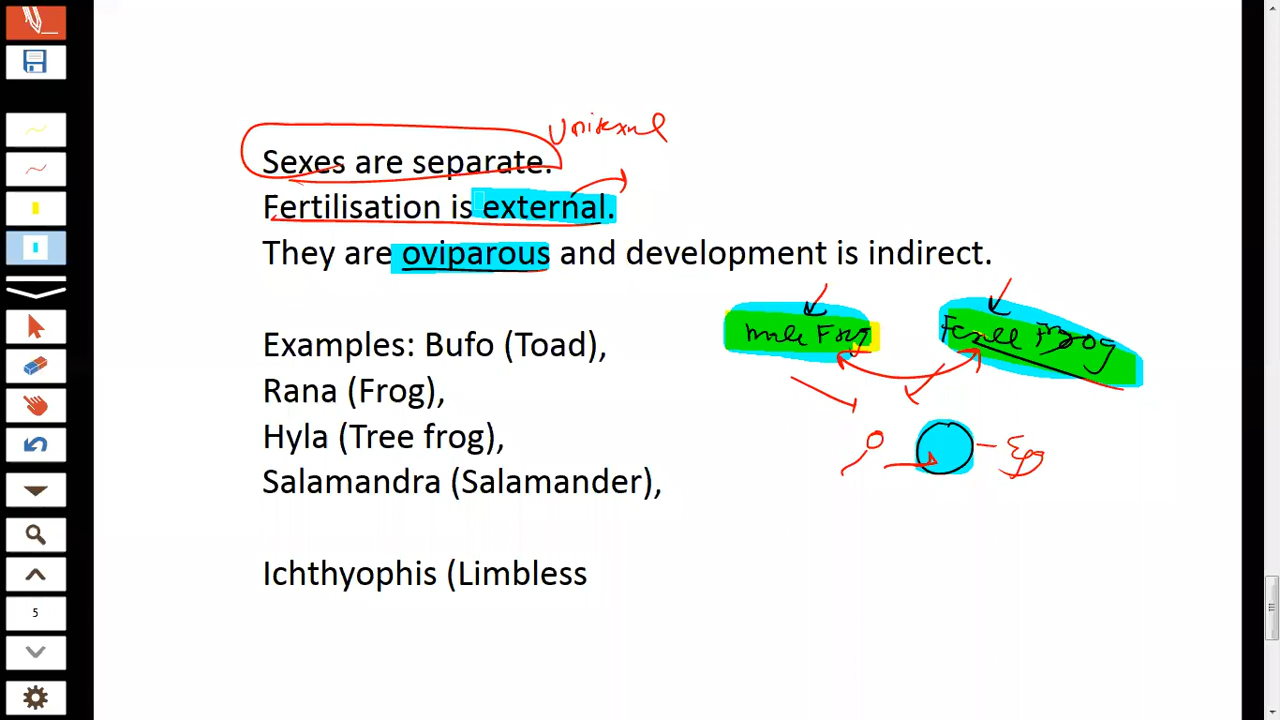 Unisexual
Sexes are separate.
Fertilisation is external.
They are oviparous and development is indirect.
male Frog
Female Frog
Examples: Bufo (Toad),
Rana (Frog),
Hyla (Tree frog),
Egg
Salamandra (Salamander),
Ichthyophis (Limbless
5